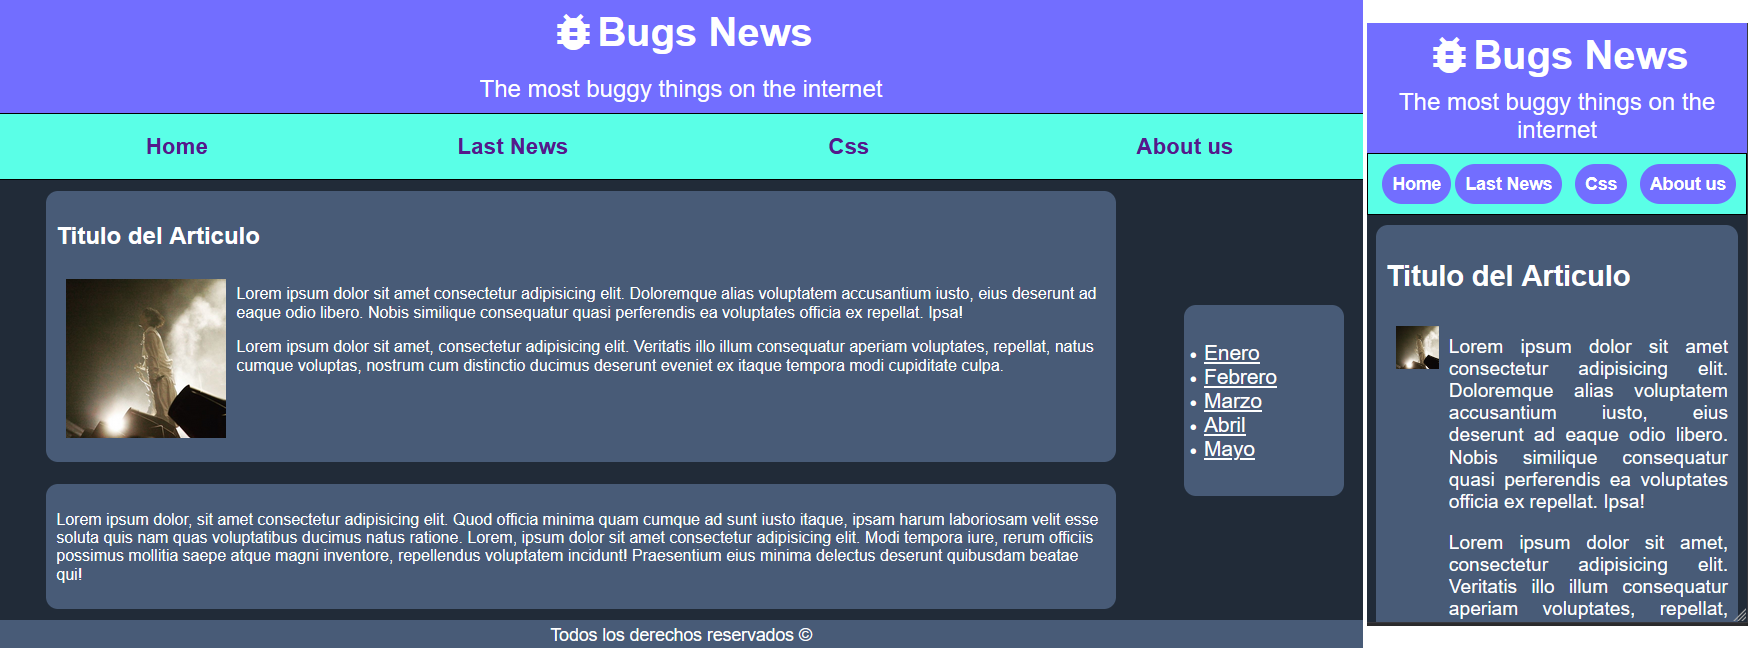 Bugs News
The most buggy things on the internet
Home Last News Css About us
Titulo del Articulo
Lorem ipsum dolor sit amet consectetur adipisicing elit. Doloremque alias voluptatem accusantium iusto, eius deserunt ad
eaque odio libero. Nobis similique consequatur quasi perferendis ea voluptates officia ex repellat. Ipsa!
Lorem ipsum dolor sit amet, consectetur adipisicing elit. Veritatis illo illum consequatur aperiam voluptates, repellat, natus
cumque voluptas, nostrum cum distinctio ducimus deserunt eveniet ex itaque tempora modi cupiditate culpa.
Enero
Febrero
Marzo
Abril
Mayo
Lorem ipsum dolor, sit amet consectetur adipisicing elit. Quod officia minima quam cumque ad sunt iusto itaque, ipsam harum laboriosam velit esse
soluta quis nam quas voluptatibus ducimus natus ratione. Lorem, ipsum dolor sit amet consectetur adipisicing elit. Modi tempora iure, rerum officiis
possimus mollitia saepe atque magni inventore, repellendus voluptatem incidunt! Praesentium eius minima delectus deserunt quibusdam beatae
qui!
Todos los derechos reservados ©
Bugs News
The most buggy things on the
internet
Home Last News Css About us
Titulo del Articulo
Lorem ipsum dolor sit amet
consectetur adipisicing elit.
Doloremque alias voluptatem
accusantium iusto, eius
deserunt ad eaque odio libero.
Nobis similique consequatur
quasi perferendis ea voluptates
officia ex repellat. Ipsa!
Lorem ipsum dolor sit amet,
consectetur adipisicing elit.
Veritatis illo illum consequatur
aperiam voluptates, repellat,